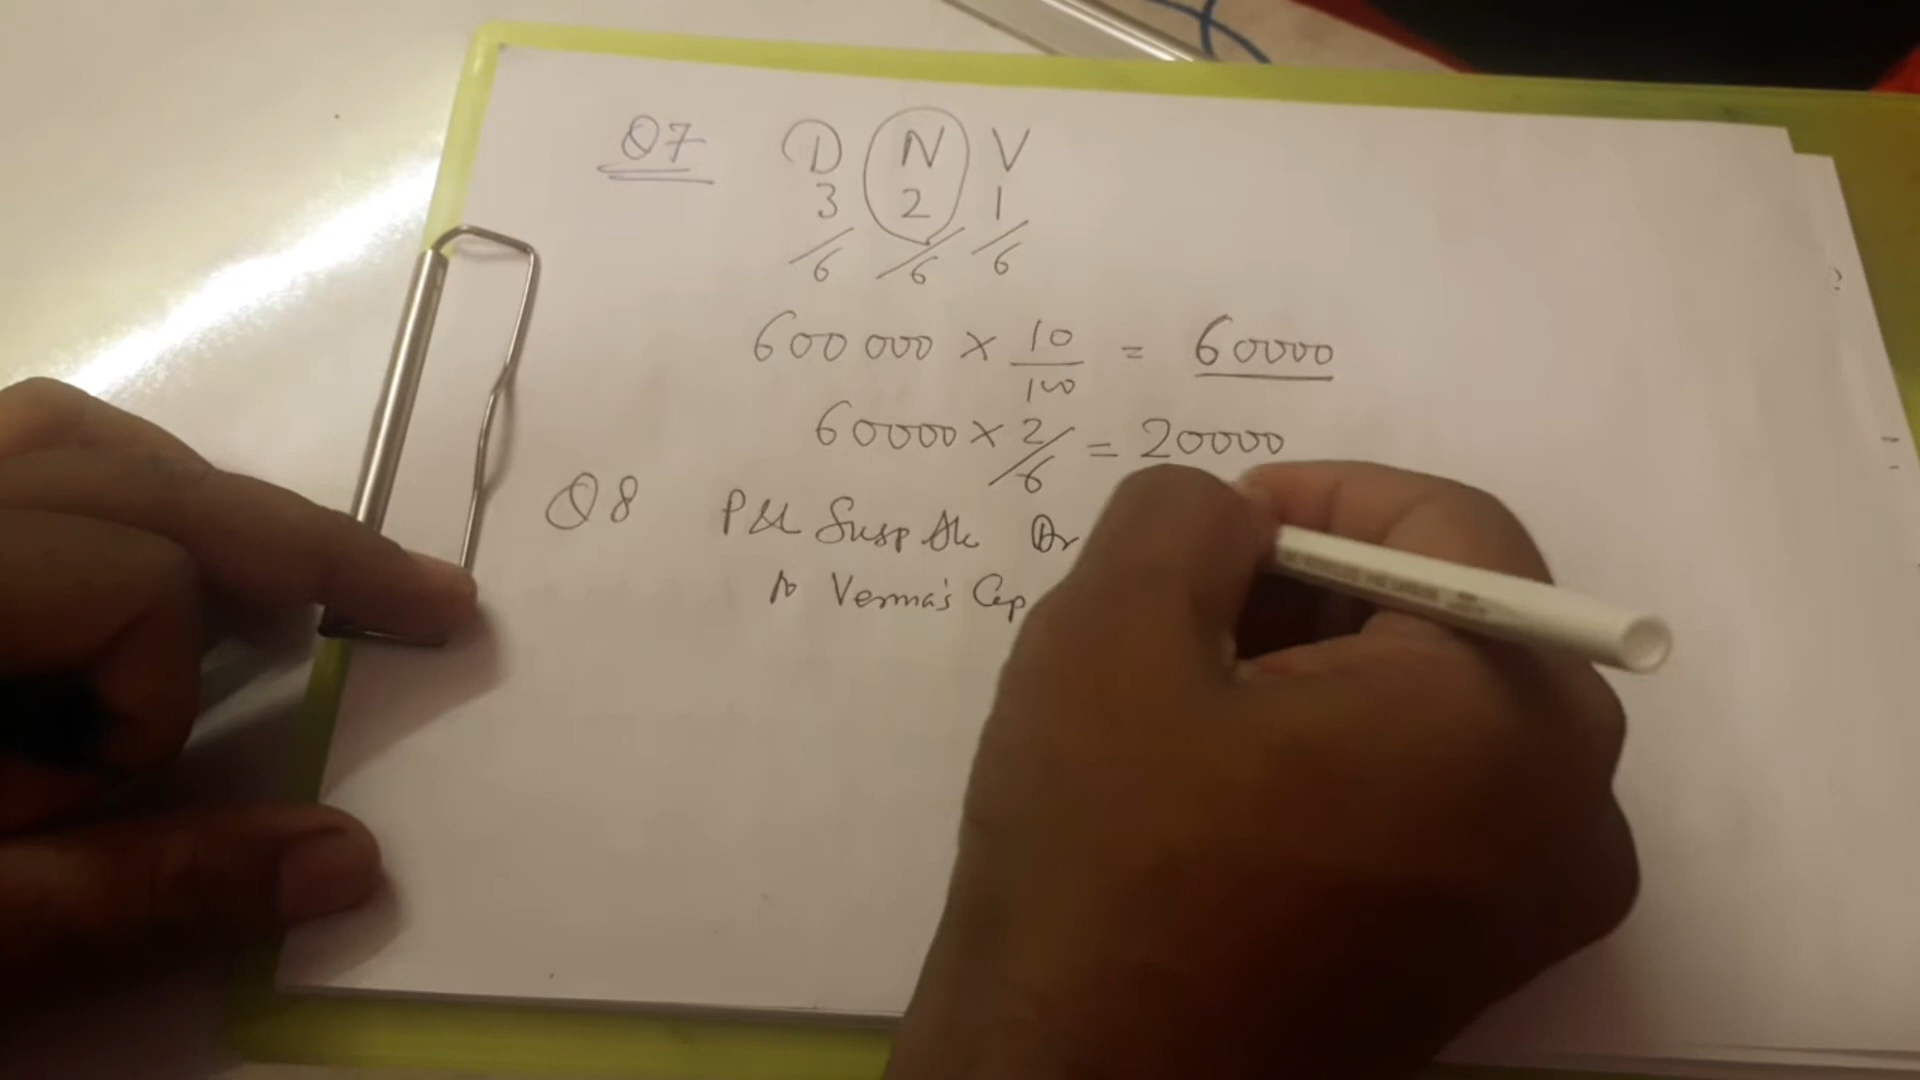 Q7 D N V
3 2 1
/6 /6 /6
600000 × 10/100 = 60000
60000 × 2/6 = 20000
Q8 P&L Susp A/c Dr
To Verma's Cap